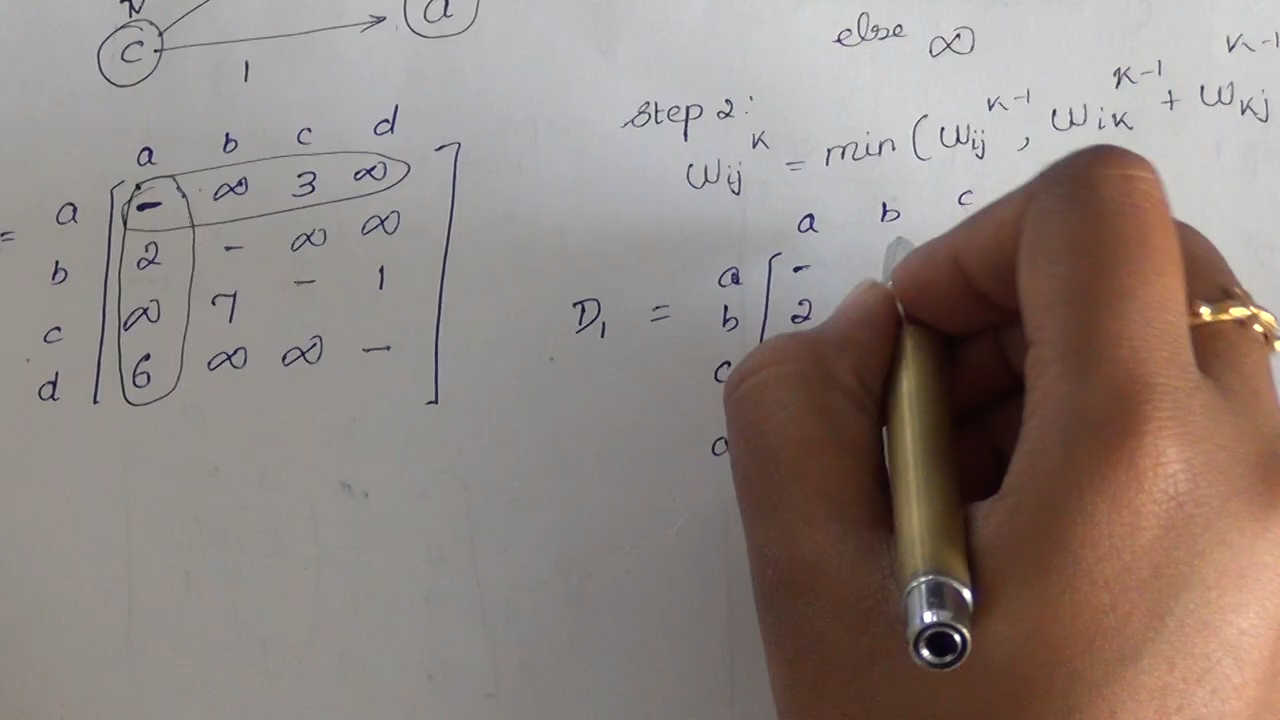 c d
1
a b c d
= a - ∞ 3 ∞
b 2 - ∞ ∞
c ∞ 7 - 1
d 6 ∞ ∞ -
else ∞
Step 2:
wij^k = min (wij^k-1, wik^k-1 + wkj^k-1
a b c
a -
D1 = b 2
c